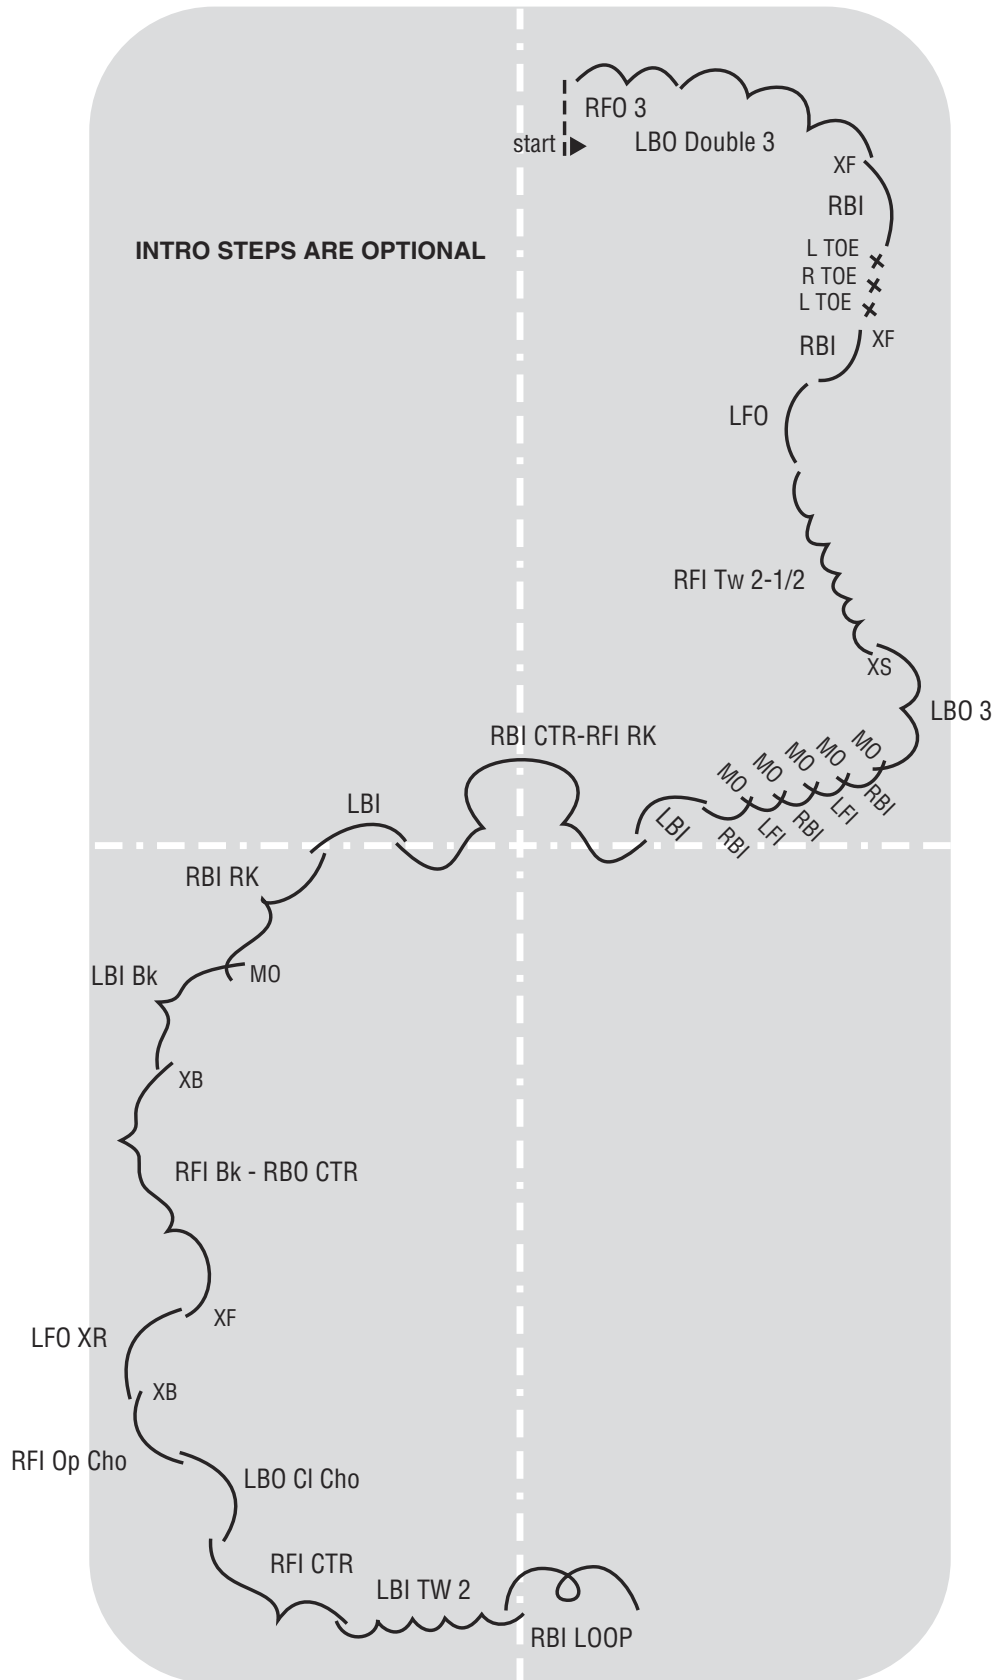 RFO 3
start
LBO Double 3
XF
RBI
INTRO STEPS ARE OPTIONAL
L TOE
R TOE
L TOE
XF
RBI
LFO
RFI Tw 2-1/2
XS
LBO 3
MO
MO
MO
MO
MO
RBI
LFI
RBI
LFI
RBI
LBI
RBI CTR-RFI RK
LBI
RBI RK
MO
LBI Bk
XB
RFI Bk - RBO CTR
XF
LFO XR
XB
RFI Op Cho
LBO Cl Cho
RFI CTR
LBI TW 2
RBI LOOP